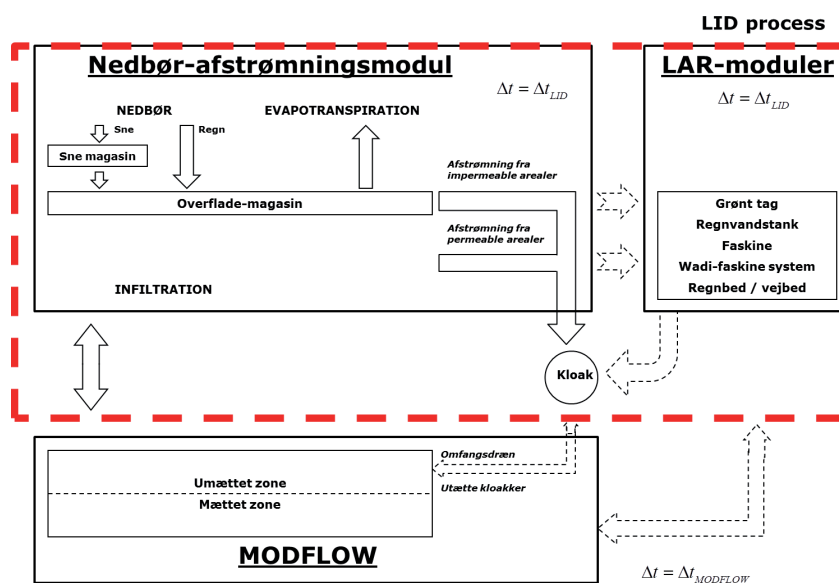 LID process
Nedbør-afstrømningsmodul
Δt = Δt_LID
NEDBØR
EVAPOTRANSPIRATION
Sne
Regn
Sne magasin
Overflade-magasin
Afstrømning fra
impermeable arealer
Afstrømning fra
permeable arealer
INFILTRATION
LAR-moduler
Δt = Δt_LID
Grønt tag
Regnvandstank
Faskine
Wadi-faskine system
Regnbed / vejbed
Kloak
Omfangsdræn
Utætte kloakker
Umættet zone
Mættet zone
MODFLOW
Δt = Δt_MODFLOW